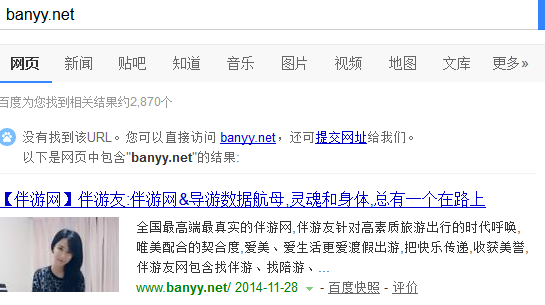 banyy.net
网页 新闻 贴吧 知道 音乐 图片 视频 地图 文库 更多»
百度为您找到相关结果约2,870个
没有找到该URL。您可以直接访问 banyy.net，还可提交网址给我们。
以下是网页中包含"banyy.net"的结果:
【伴游网】伴游友:伴游网&导游数据航母,灵魂和身体,总有一个在路上
全国最高端最真实的伴游网,伴游友针对高素质旅游出行的时代呼唤,
唯美配合的契合度,爱美、爱生活更爱渡假出游,把快乐传递,收获美誉,
伴游友网包含找伴游、找陪游、...
www.banyy.net/ 2014-11-28 - 百度快照 - 评价